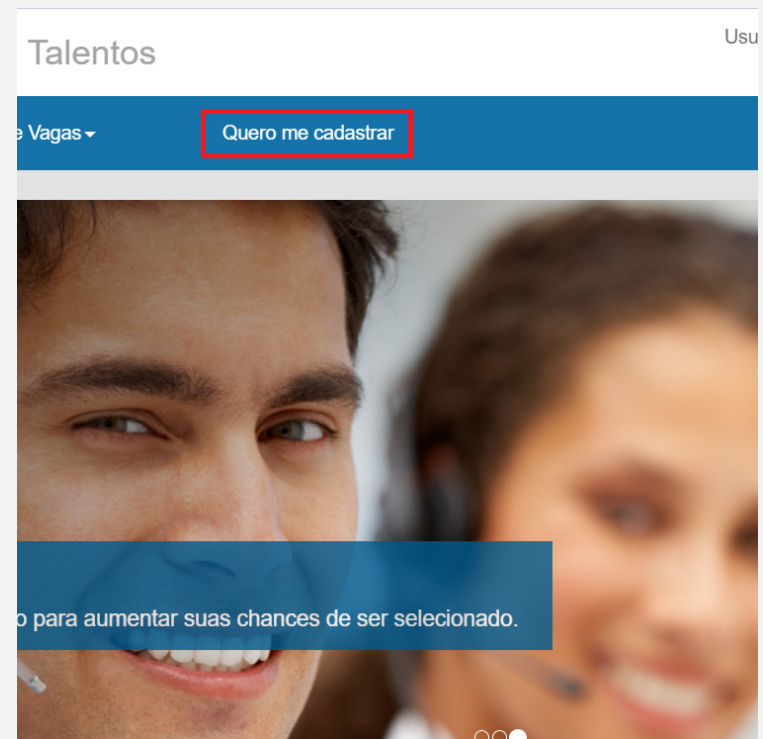 Talentos
Usu
e Vagas
Quero me cadastrar
o para aumentar suas chances de ser selecionado.